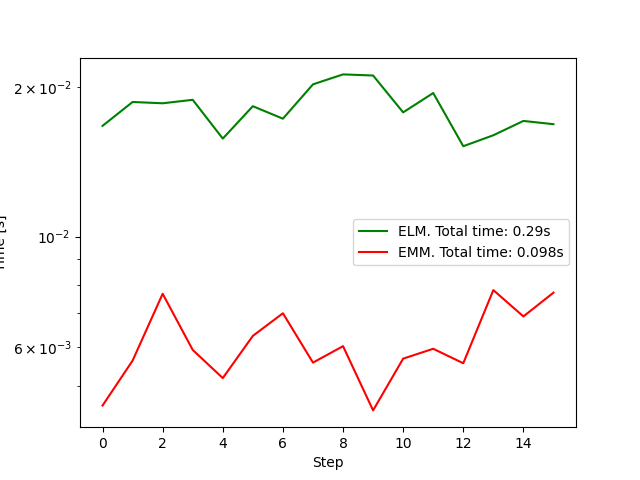 2 × 10⁻²
10⁻²
6 × 10⁻³
Time [s]
ELM. Total time: 0.29s
EMM. Total time: 0.098s
0 2 4 6 8 10 12 14
Step